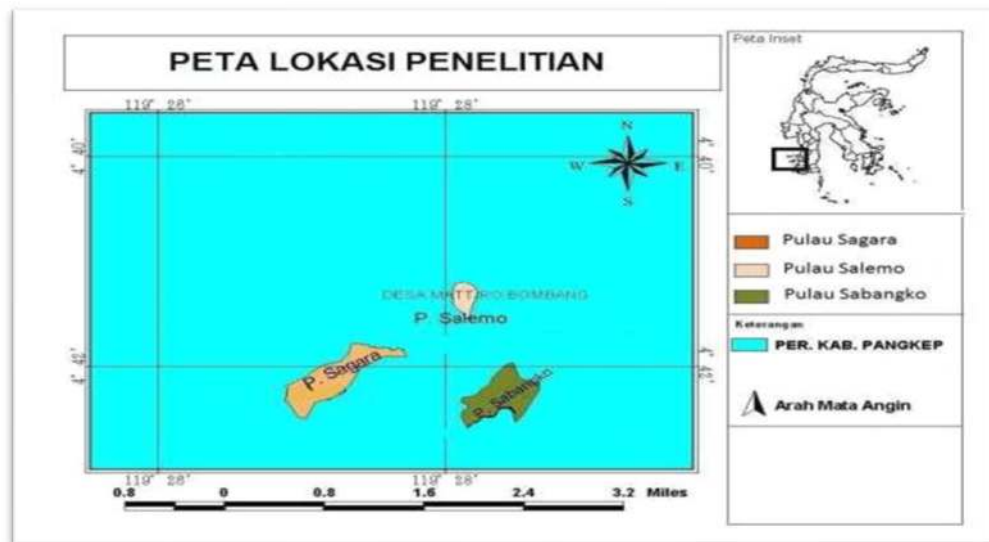 PETA LOKASI PENELITIAN
Peta Inset
119° 26'
119° 28'
N
W E
S
4° 40'
4° 40'
DESA MATTIRO BOMBANG
P. Salemo
P. Sagara
P. Sabangko
4° 42'
4° 42'
119° 26'
119° 28'
0.8 0 0.8 1.6 2.4 3.2 Miles
Pulau Sagara
Pulau Salemo
Pulau Sabangko
Keterangan
PER. KAB. PANGKEP
Arah Mata Angin